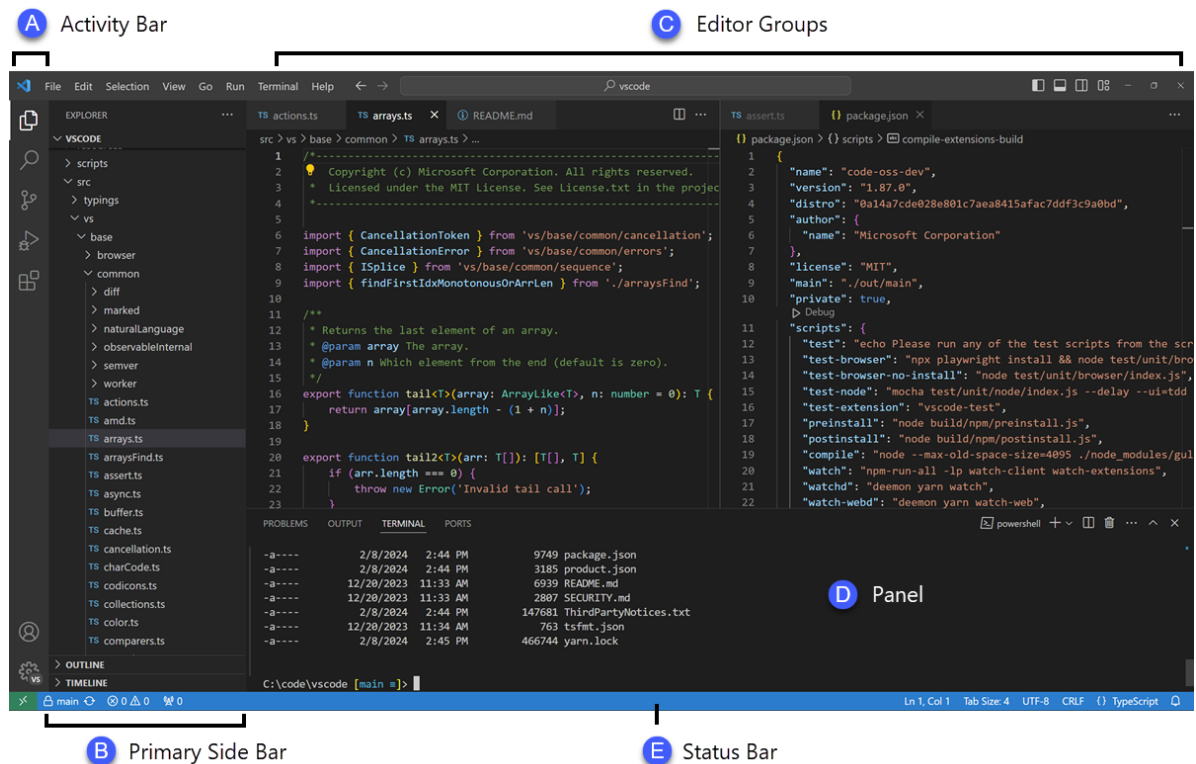 A Activity Bar
C Editor Groups
File Edit Selection View Go Run Terminal Help vscode
EXPLORER
VSCODE
scripts
src
typings
vs
base
browser
common
diff
marked
naturalLanguage
observableInternal
semver
worker
TS actions.ts
TS amd.ts
TS arrays.ts
TS arraysFind.ts
TS assert.ts
TS async.ts
TS buffer.ts
TS cache.ts
TS cancellation.ts
TS charCode.ts
TS codicons.ts
TS collections.ts
TS color.ts
TS comparers.ts
OUTLINE
TIMELINE
TS actions.ts TS arrays.ts README.md
src > vs > base > common > TS arrays.ts > ...
1 /*---------------------------------------------------------------
2 Copyright (c) Microsoft Corporation. All rights reserved.
3 * Licensed under the MIT License. See License.txt in the projec
4 *---------------------------------------------------------------
5
6 import { CancellationToken } from 'vs/base/common/cancellation';
7 import { CancellationError } from 'vs/base/common/errors';
8 import { ISplice } from 'vs/base/common/sequence';
9 import { findFirstIdxMonotonousOrArrLen } from './arraysFind';
10
11 /**
12 * Returns the last element of an array.
13 * @param array The array.
14 * @param n Which element from the end (default is zero).
15 */
16 export function tail<T>(array: ArrayLike<T>, n: number = 0): T {
17 return array[array.length - (1 + n)];
18 }
19
20 export function tail2<T>(arr: T[]): [T[], T] {
21 if (arr.length === 0) {
22 throw new Error('Invalid tail call');
23 }
TS assert.ts {} package.json
{} package.json > {} scripts > abc compile-extensions-build
1 {
2 "name": "code-oss-dev",
3 "version": "1.87.0",
4 "distro": "0a14a7cde028e801c7aea8415afac7ddf3c9a0bd",
5 "author": {
6 "name": "Microsoft Corporation"
7 },
8 "license": "MIT",
9 "main": "./out/main",
10 "private": true,
Debug
11 "scripts": {
12 "test": "echo Please run any of the test scripts from the scr
13 "test-browser": "npx playwright install && node test/unit/bro
14 "test-browser-no-install": "node test/unit/browser/index.js",
15 "test-node": "mocha test/unit/node/index.js --delay --ui=tdd
16 "test-extension": "vscode-test",
17 "preinstall": "node build/npm/preinstall.js",
18 "postinstall": "node build/npm/postinstall.js",
19 "compile": "node --max-old-space-size=4095 ./node_modules/gul
20 "watch": "npm-run-all -lp watch-client watch-extensions",
21 "watchd": "deemon yarn watch",
22 "watch-webd": "deemon yarn watch-web",
PROBLEMS OUTPUT TERMINAL PORTS powershell
-a---- 2/8/2024 2:44 PM 9749 package.json
-a---- 2/8/2024 2:44 PM 3185 product.json
-a---- 12/20/2023 11:33 AM 6939 README.md
-a---- 12/20/2023 11:33 AM 2807 SECURITY.md
-a---- 2/8/2024 2:44 PM 147681 ThirdPartyNotices.txt
-a---- 12/20/2023 11:34 AM 763 tsfmt.json
-a---- 2/8/2024 2:45 PM 466744 yarn.lock
C:\code\vscode [main ≡]>
D Panel
VS
main 0 0 0 Ln 1, Col 1 Tab Size: 4 UTF-8 CRLF {} TypeScript
B Primary Side Bar
E Status Bar